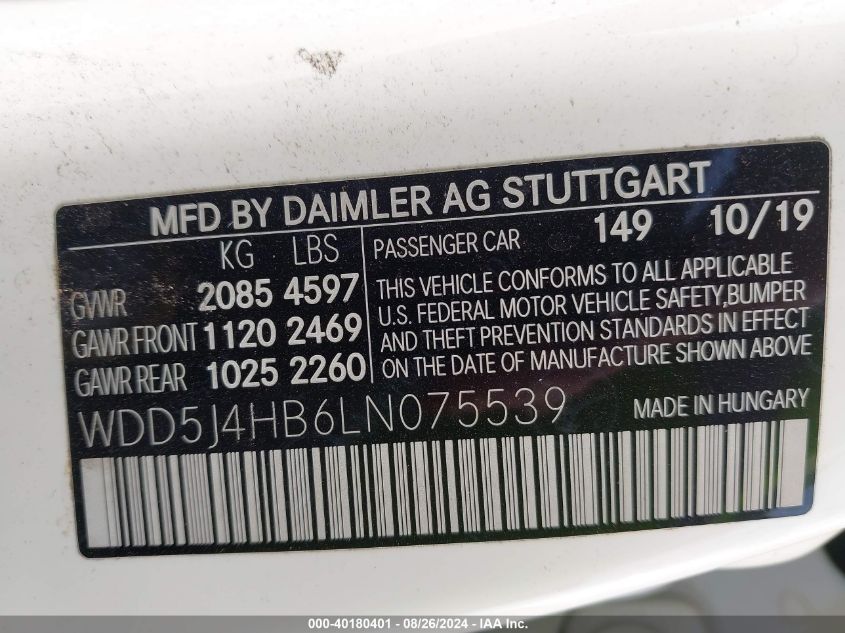 MFD BY DAIMLER AG STUTTGART
KG LBS
GVWR 2085 4597
GAWR FRONT 1120 2469
GAWR REAR 1025 2260
PASSENGER CAR 149 10/19
THIS VEHICLE CONFORMS TO ALL APPLICABLE
U.S. FEDERAL MOTOR VEHICLE SAFETY,BUMPER
AND THEFT PREVENTION STANDARDS IN EFFECT
ON THE DATE OF MANUFACTURE SHOWN ABOVE
WDD5J4HB6LN075539 MADE IN HUNGARY
000-40180401 - 08/26/2024 - IAA Inc.